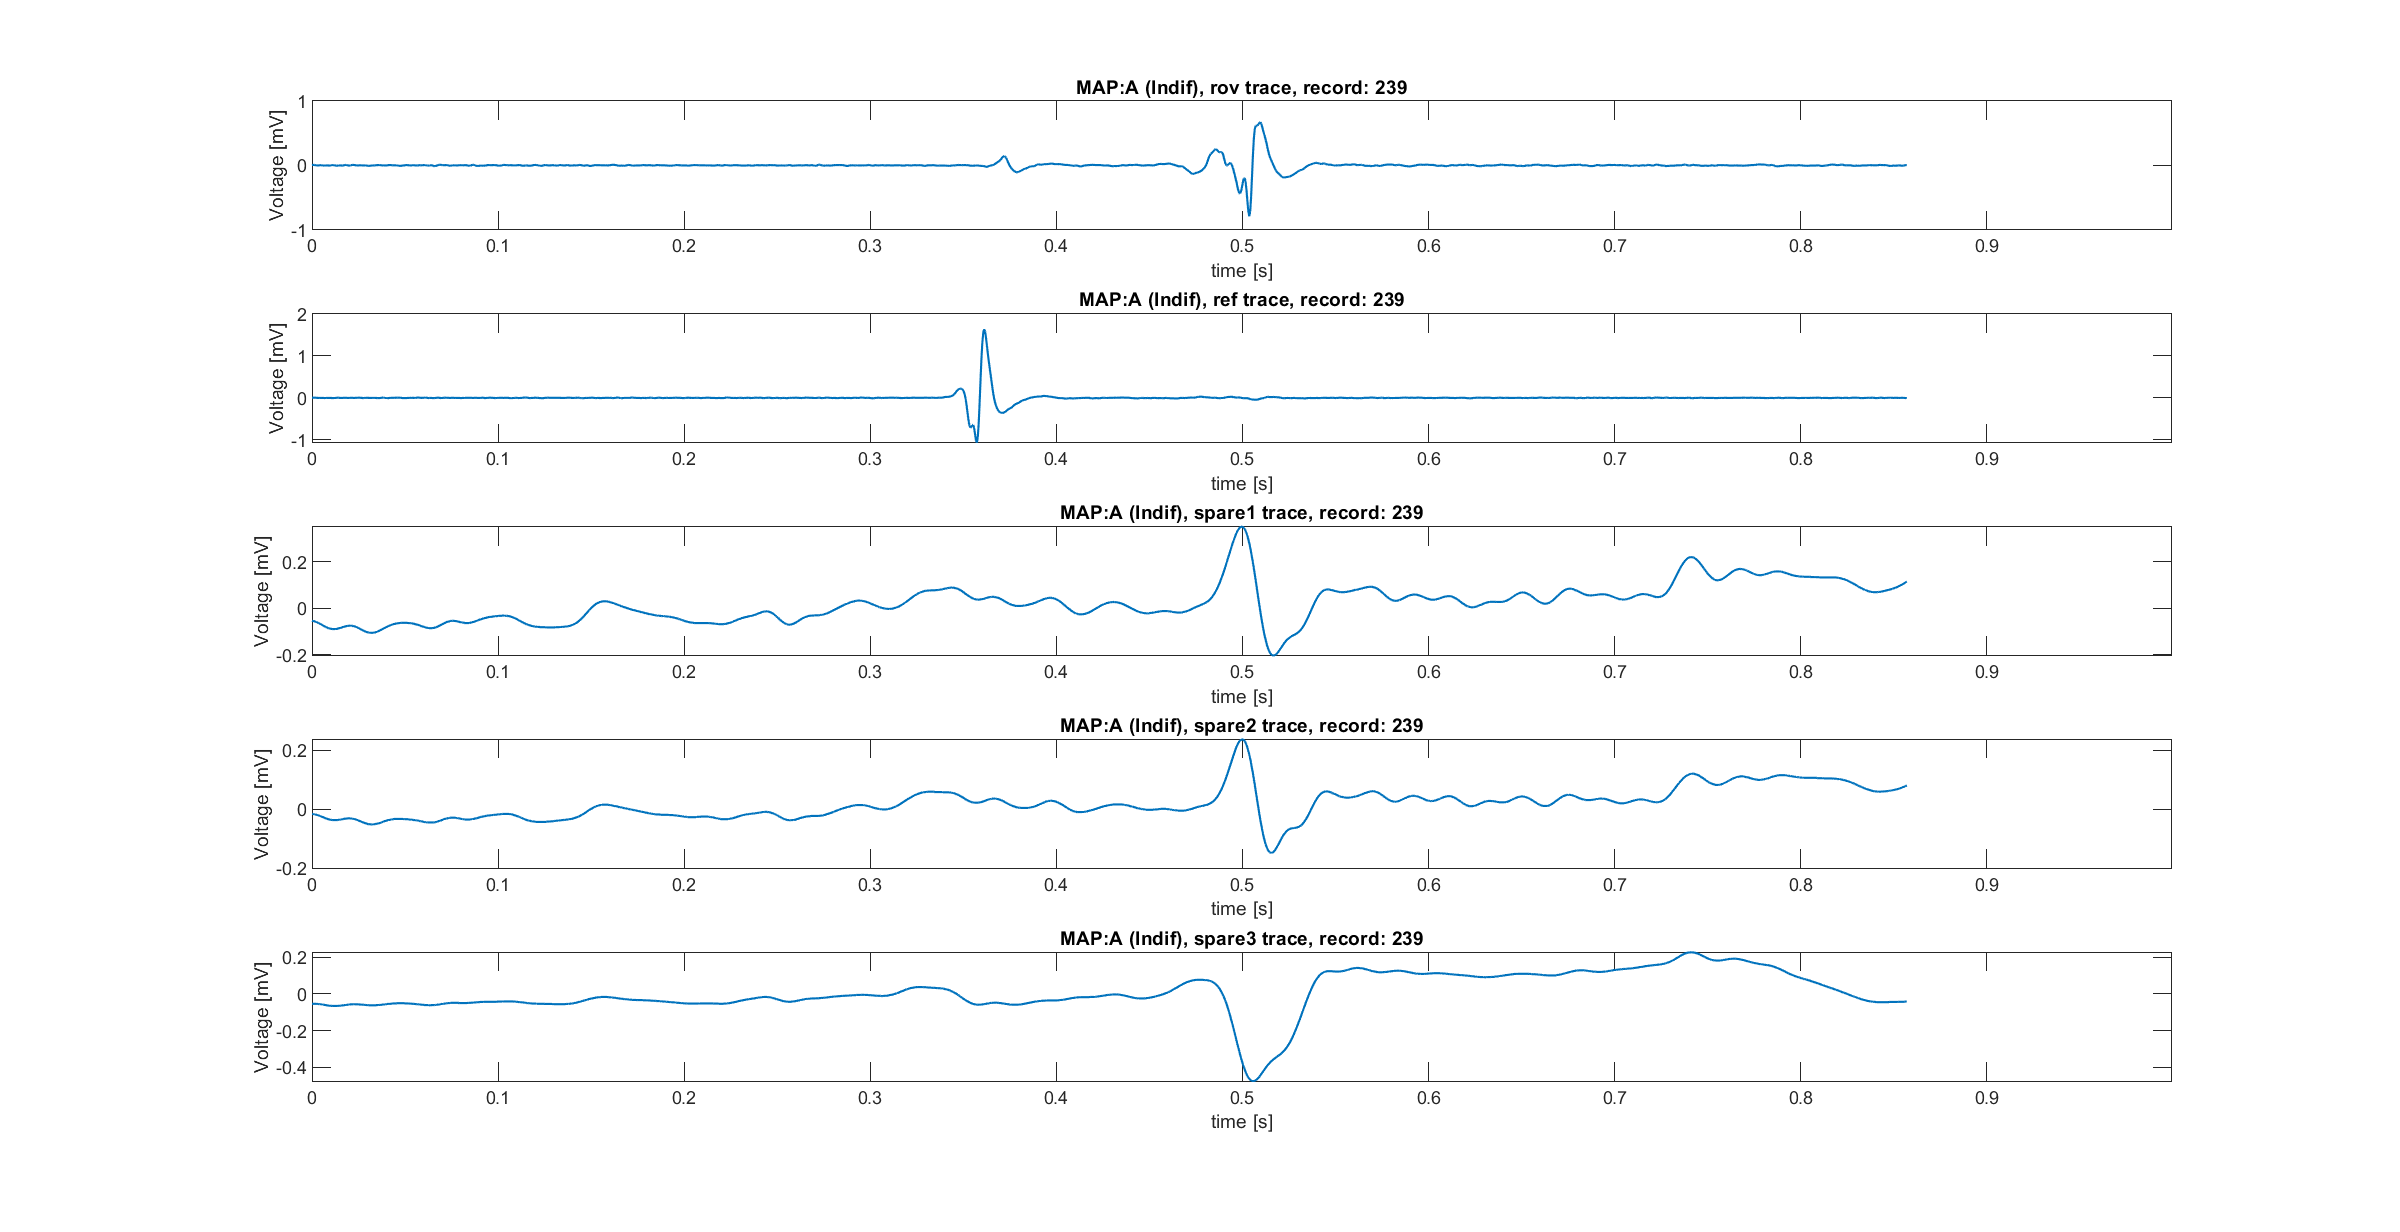 MAP:A (Indif), rov trace, record: 239
Voltage [mV]
1
0
-1
0 0.1 0.2 0.3 0.4 0.5 0.6 0.7 0.8 0.9
time [s]
MAP:A (Indif), ref trace, record: 239
Voltage [mV]
2
1
0
-1
0 0.1 0.2 0.3 0.4 0.5 0.6 0.7 0.8 0.9
time [s]
MAP:A (Indif), spare1 trace, record: 239
Voltage [mV]
0.2
0
-0.2
0 0.1 0.2 0.3 0.4 0.5 0.6 0.7 0.8 0.9
time [s]
MAP:A (Indif), spare2 trace, record: 239
Voltage [mV]
0.2
0
-0.2
0 0.1 0.2 0.3 0.4 0.5 0.6 0.7 0.8 0.9
time [s]
MAP:A (Indif), spare3 trace, record: 239
Voltage [mV]
0.2
0
-0.2
-0.4
0 0.1 0.2 0.3 0.4 0.5 0.6 0.7 0.8 0.9
time [s]